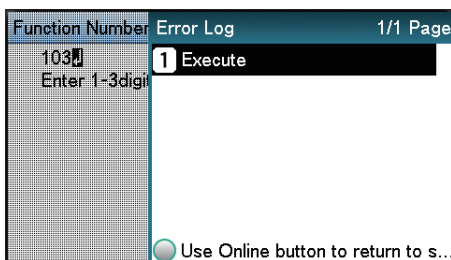 Function Number
Error Log 1/1 Page
103
Enter 1-3digi
1 Execute
Use Online button to return to s...